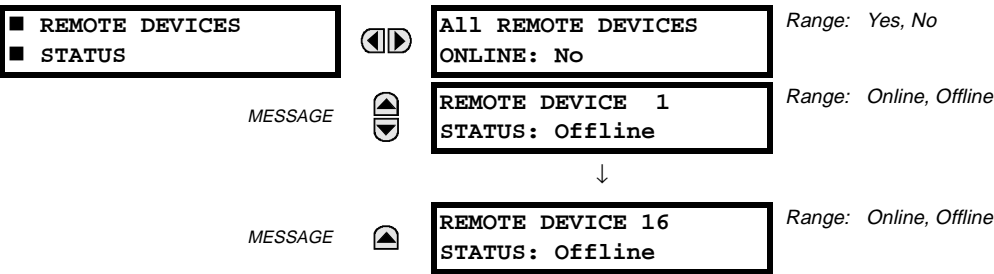 ■ REMOTE DEVICES
■ STATUS
All REMOTE DEVICES
ONLINE: No
Range: Yes, No
MESSAGE
REMOTE DEVICE 1
STATUS: Offline
Range: Online, Offline
↓
MESSAGE
REMOTE DEVICE 16
STATUS: Offline
Range: Online, Offline